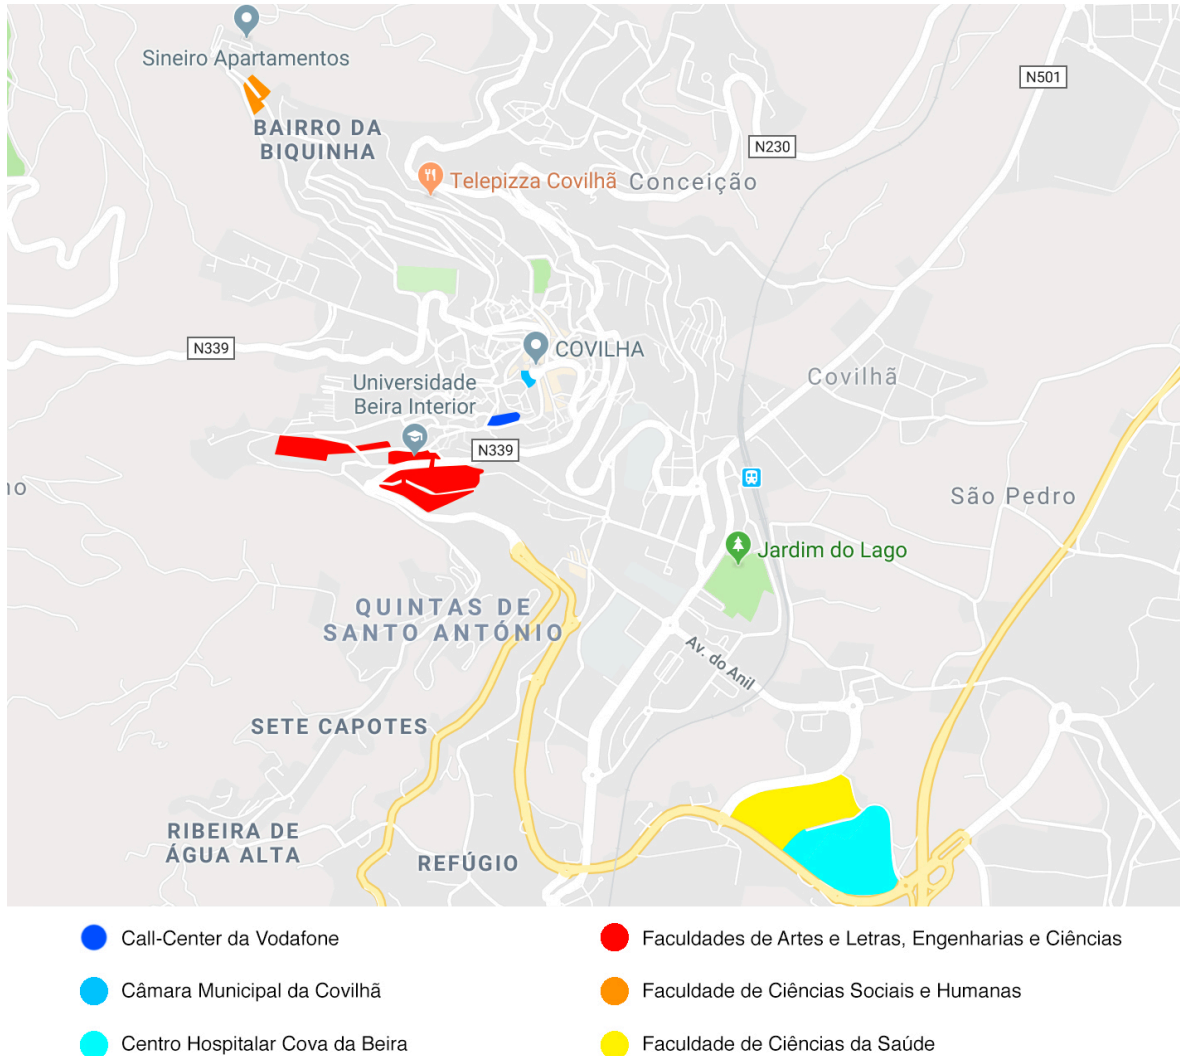 Sineiro Apartamentos
N501
BAIRRO DA
BIQUINHA
N230
Telepizza Covilhã
Conceição
N339
COVILHA
Universidade
Beira Interior
Covilhã
N339
São Pedro
Jardim do Lago
QUINTAS DE
SANTO ANTÓNIO
Av. do Anil
SETE CAPOTES
RIBEIRA DE
ÁGUA ALTA
REFÚGIO
Call-Center da Vodafone
Faculdades de Artes e Letras, Engenharias e Ciências
Câmara Municipal da Covilhã
Faculdade de Ciências Sociais e Humanas
Centro Hospitalar Cova da Beira
Faculdade de Ciências da Saúde